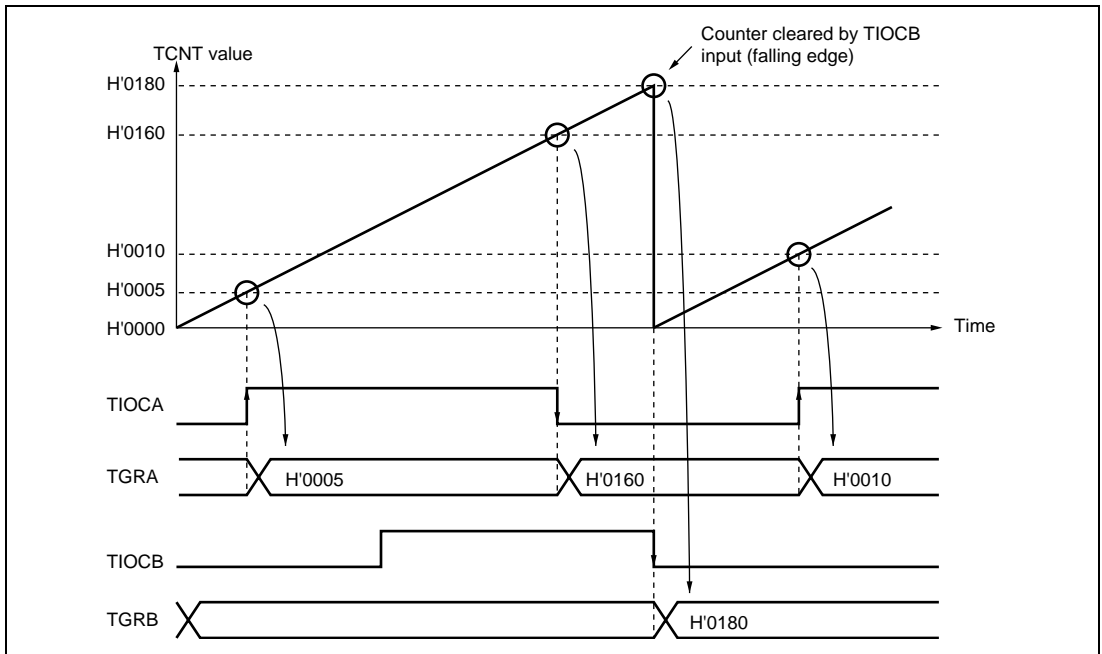 Counter cleared by TIOCB
input (falling edge)
TCNT value
H'0180
H'0160
H'0010
H'0005
H'0000
Time
TIOCA
TGRA
H'0005
H'0160
H'0010
TIOCB
TGRB
H'0180